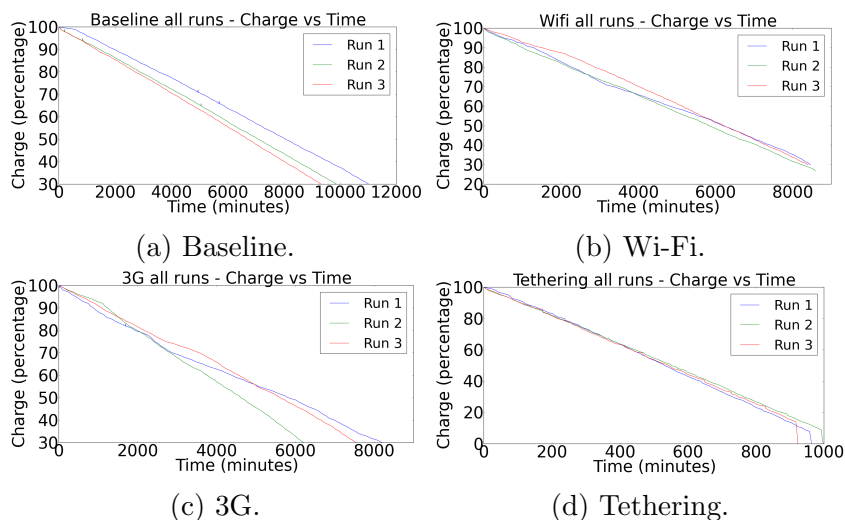 Baseline all runs - Charge vs Time
Charge (percentage)
100
90
80
70
60
50
40
30
0 2000 4000 6000 8000 10000 12000
Time (minutes)
Run 1
Run 2
Run 3
(a) Baseline.
Wifi all runs - Charge vs Time
Charge (percentage)
100
90
80
70
60
50
40
30
20
0 2000 4000 6000 8000
Time (minutes)
Run 1
Run 2
Run 3
(b) Wi-Fi.
3G all runs - Charge vs Time
Charge (percentage)
100
90
80
70
60
50
40
30
0 2000 4000 6000 8000
Time (minutes)
Run 1
Run 2
Run 3
(c) 3G.
Tethering all runs - Charge vs Time
Charge (percentage)
100
80
60
40
20
0
0 200 400 600 800 1000
Time (minutes)
Run 1
Run 2
Run 3
(d) Tethering.